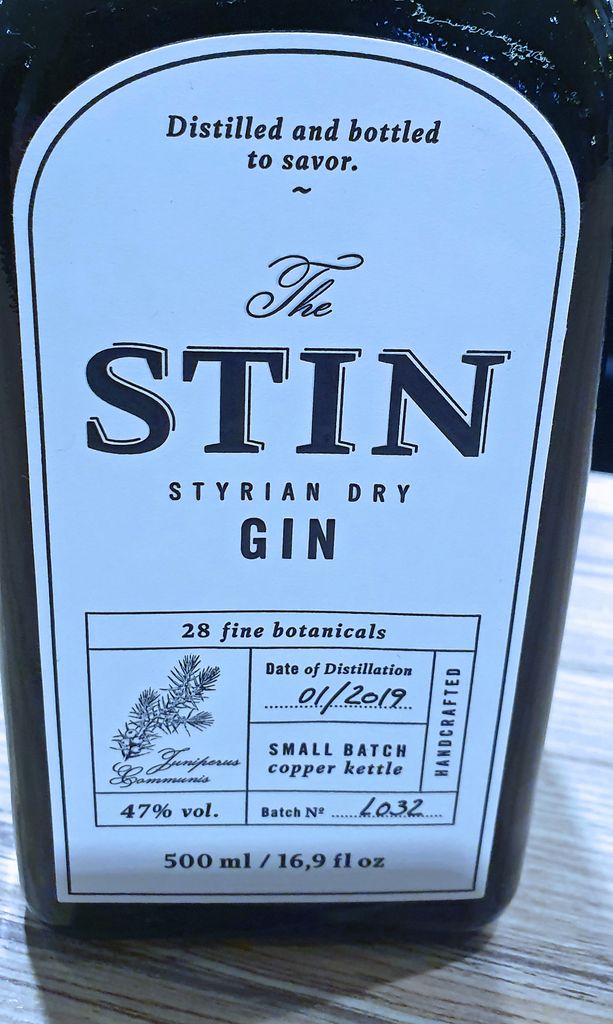 Distilled and bottled
to savor.
~
The
STIN
STYRIAN DRY
GIN
28 fine botanicals
Juniperus
Communis
Date of Distillation
01/2019
SMALL BATCH
copper kettle
HANDCRAFTED
47% vol.
Batch Nº L032
500 ml / 16,9 fl oz